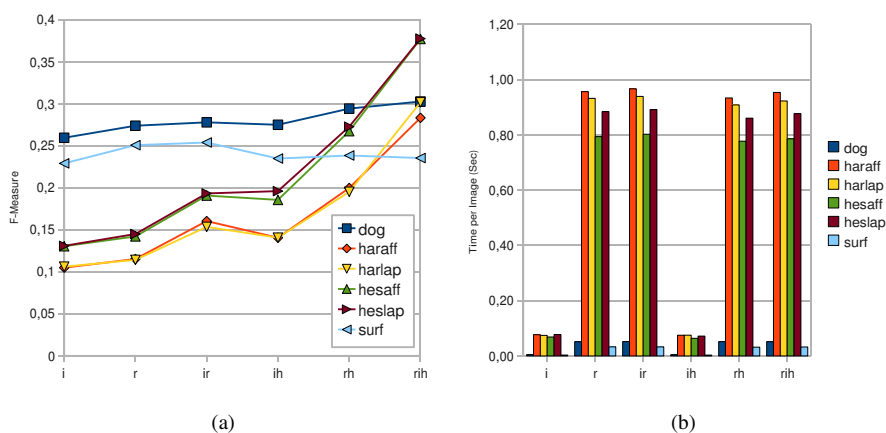 0,4
0,35
0,3
0,25
0,2
0,15
0,1
0,05
0
F-Measure
i r ir ih rh rih
dog
haraff
harlap
hesaff
heslap
surf
(a)
1,20
1,00
0,80
0,60
0,40
0,20
0,00
Time per Image (Sec)
i r ir ih rh rih
dog
haraff
harlap
hesaff
heslap
surf
(b)